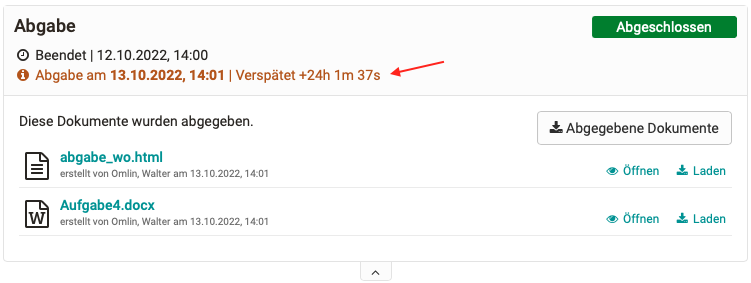 Abgabe
Abgeschlossen
Beendet | 12.10.2022, 14:00
Abgabe am 13.10.2022, 14:01 | Verspätet +24h 1m 37s
Diese Dokumente wurden abgegeben.
Abgegebene Dokumente
abgabe_wo.html
erstellt von Omlin, Walter am 13.10.2022, 14:01
Öffnen
Laden
Aufgabe4.docx
erstellt von Omlin, Walter am 13.10.2022, 14:01
Öffnen
Laden